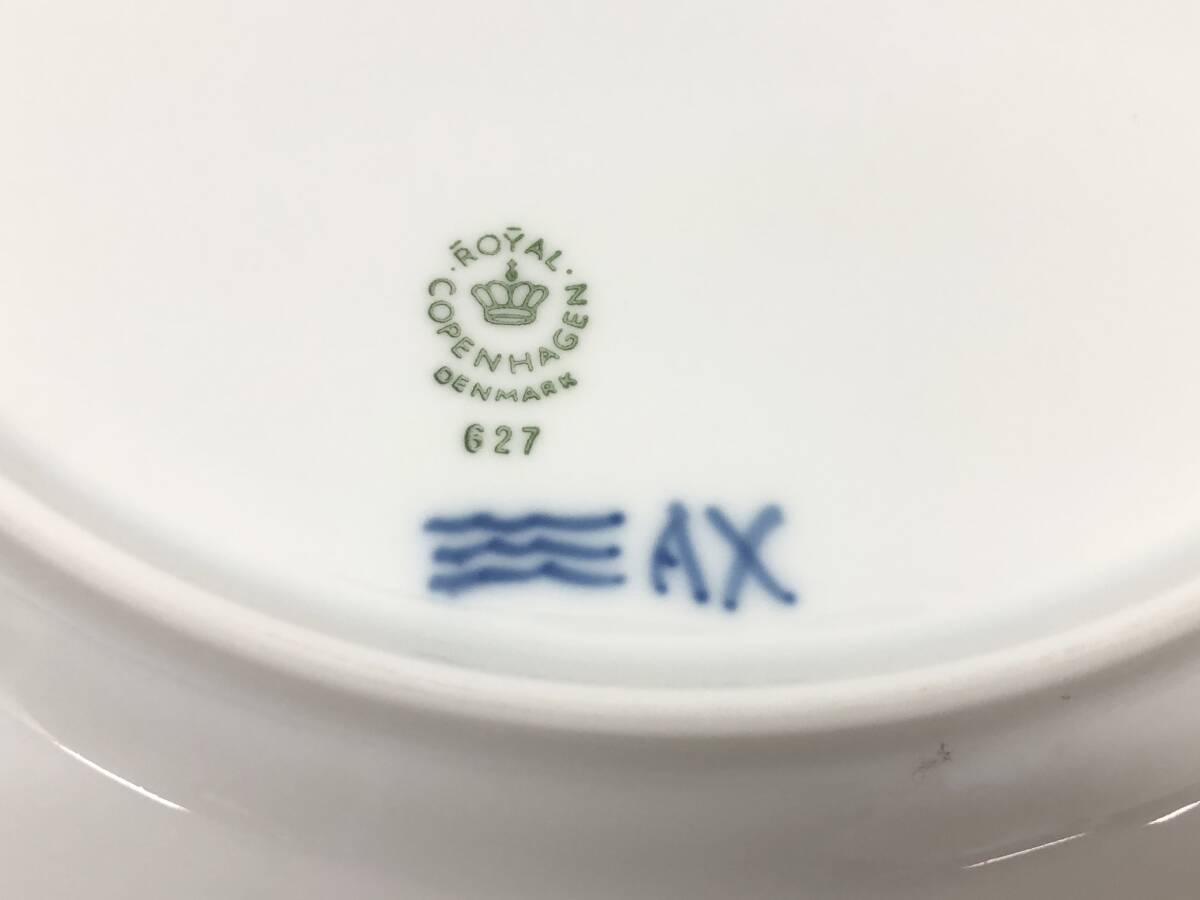 ROYAL
COPENHAGEN
DENMARK
627
AX